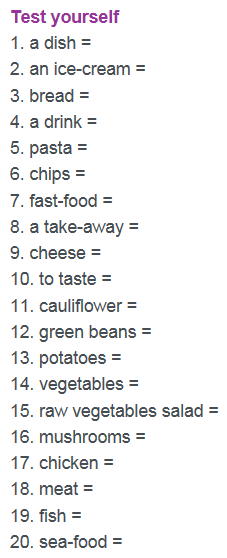 Test yourself
1. a dish =
2. an ice-cream =
3. bread =
4. a drink =
5. pasta =
6. chips =
7. fast-food =
8. a take-away =
9. cheese =
10. to taste =
11. cauliflower =
12. green beans =
13. potatoes =
14. vegetables =
15. raw vegetables salad =
16. mushrooms =
17. chicken =
18. meat =
19. fish =
20. sea-food =